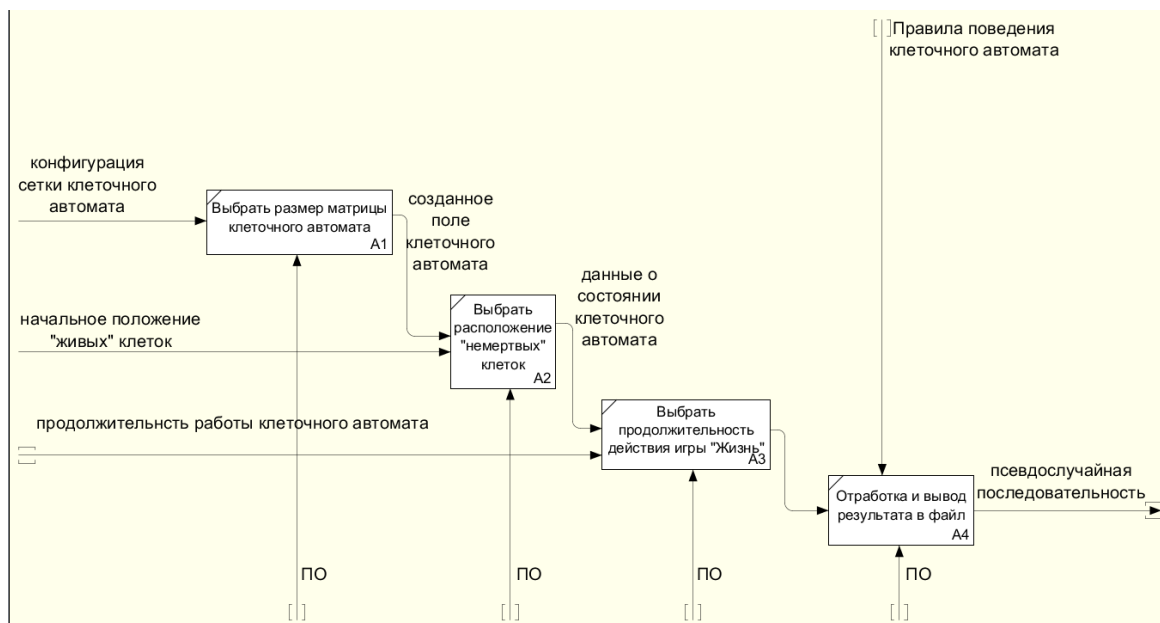 Правила поведения
клеточного автомата
конфигурация
сетки клеточного
автомата
Выбрать размер матрицы
клеточного автомата
A1
созданное
поле
клеточного
автомата
начальное положение
"живых" клеток
Выбрать
расположение
"немертвых"
клеток
A2
данные о
состоянии
клеточного
автомата
продолжительнсть работы клеточного автомата
Выбрать
продолжительность
действия игры "Жизнь"
A3
Отработка и вывод
результата в файл
A4
псевдослучайная
последовательность
ПО
ПО
ПО
ПО